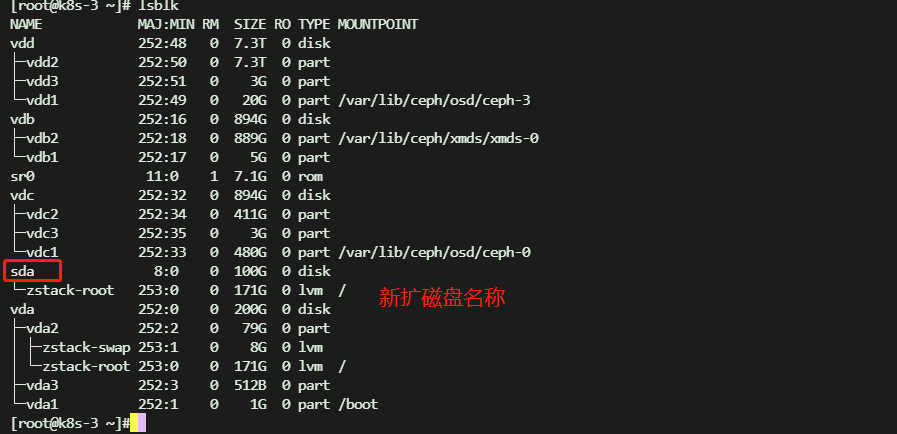 [root@k8s-3 ~]# lsblk
NAME MAJ:MIN RM SIZE RO TYPE MOUNTPOINT
vdd 252:48 0 7.3T 0 disk
├─vdd2 252:50 0 7.3T 0 part
├─vdd3 252:51 0 3G 0 part
└─vdd1 252:49 0 20G 0 part /var/lib/ceph/osd/ceph-3
vdb 252:16 0 894G 0 disk
├─vdb2 252:18 0 889G 0 part /var/lib/ceph/xmds/xmds-0
└─vdb1 252:17 0 5G 0 part
sr0 11:0 1 7.1G 0 rom
vdc 252:32 0 894G 0 disk
├─vdc2 252:34 0 411G 0 part
├─vdc3 252:35 0 3G 0 part
└─vdc1 252:33 0 480G 0 part /var/lib/ceph/osd/ceph-0
sda 8:0 0 100G 0 disk
└─zstack-root 253:0 0 171G 0 lvm /
新扩磁盘名称
vda 252:0 0 200G 0 disk
├─vda2 252:2 0 79G 0 part
│ ├─zstack-swap 253:1 0 8G 0 lvm
│ └─zstack-root 253:0 0 171G 0 lvm /
├─vda3 252:3 0 512B 0 part
└─vda1 252:1 0 1G 0 part /boot
[root@k8s-3 ~]#